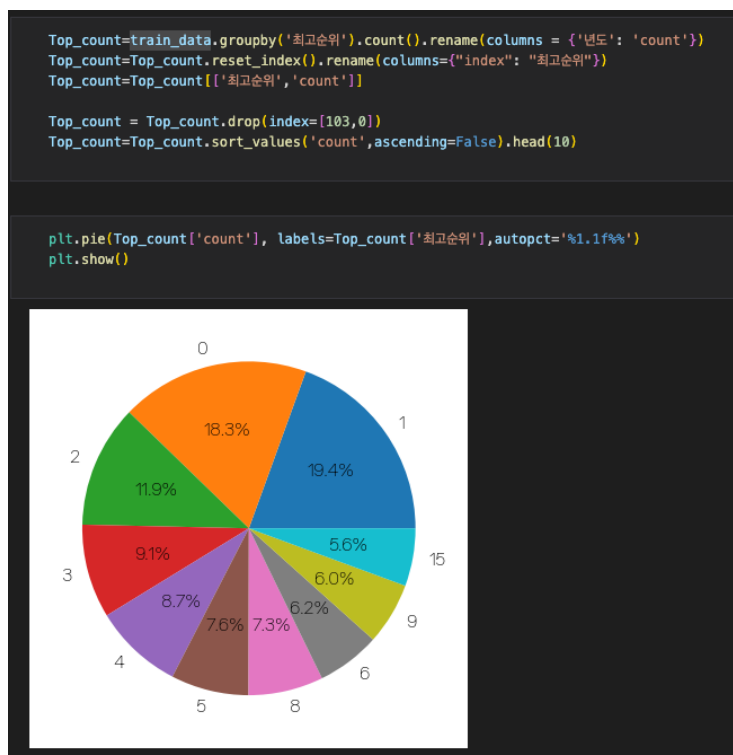 Top_count=train_data.groupby('최고순위').count().rename(columns = {'년도': 'count'})
Top_count=Top_count.reset_index().rename(columns={"index": "최고순위"})
Top_count=Top_count[['최고순위','count']]
Top_count = Top_count.drop(index=[103,0])
Top_count=Top_count.sort_values('count',ascending=False).head(10)
plt.pie(Top_count['count'], labels=Top_count['최고순위'],autopct='%1.1f%%')
plt.show()
0
1
18.3%
19.4%
2
11.9%
5.6%
15
9.1%
6.0%
3
8.7%
6.2%
7.6%
7.3%
9
4
6
5
8